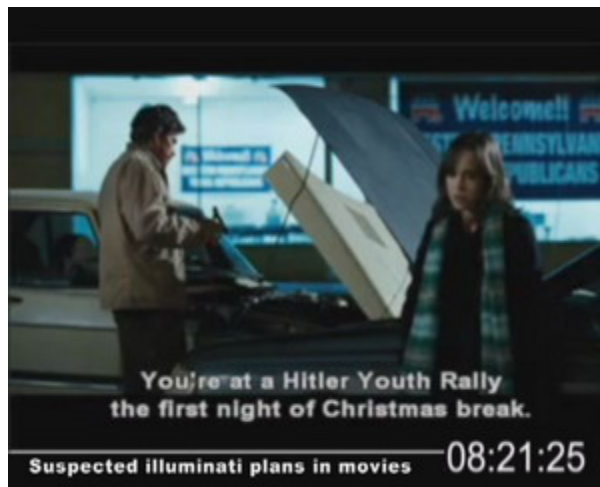 Welcome!!
PENNSYLVAN
PUBLICANS
You're at a Hitler Youth Rally
the first night of Christmas break.
08:21:25
Suspected illuminati plans in movies